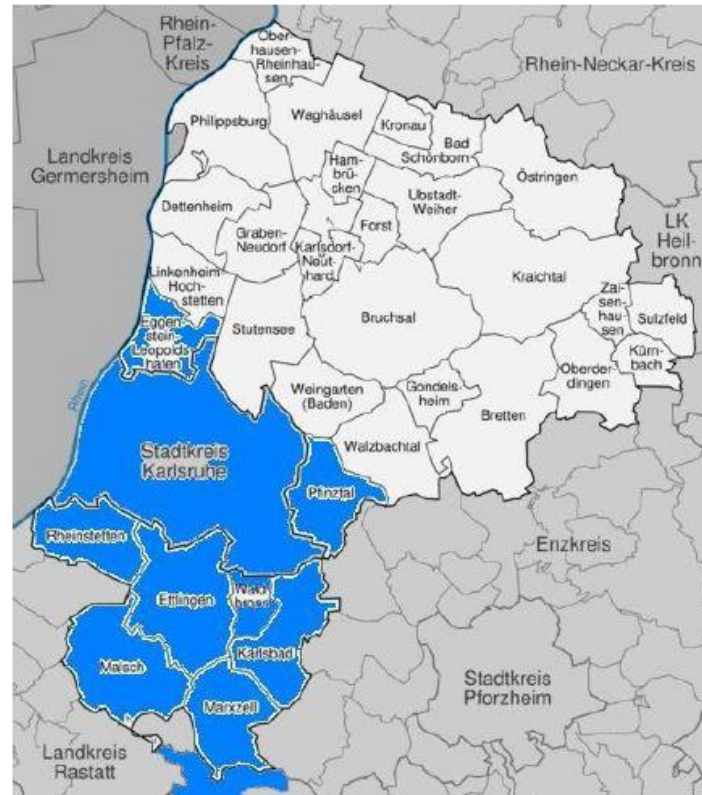 Rhein-
Pfalz-
Kreis
Ober
hausen-
Rheinhau-
sen
Rhein-Neckar-Kreis
Philippsburg
Waghäusel
Kronau
Bad
Schönborn
Landkreis
Germersheim
Ham-
brü-
cken
Östringen
Ubstadt-
Weiher
Dettenheim
Graben-
Neudorf
Forst
Karlsdorf-
Neut-
hard
LK
Heil-
bronn
Kraichtal
Linkenheim
Hoch-
stetten
Zai-
sen-
hau-
sen
Sulzfeld
Eggen-
stein-
Leopolds
hafen
Stutensee
Bruchsal
Kürn-
bach
Oberder-
dingen
Rhein
Weingarten
(Baden)
Gondels-
heim
Bretten
Walzbachtal
Stadtkreis
Karlsruhe
Pfinztal
Rheinstetten
Enzkreis
Ettlingen
Wald
bronn
Karlsbad
Malsch
Marxzell
Stadtkreis
Pforzheim
Landkreis
Rastatt